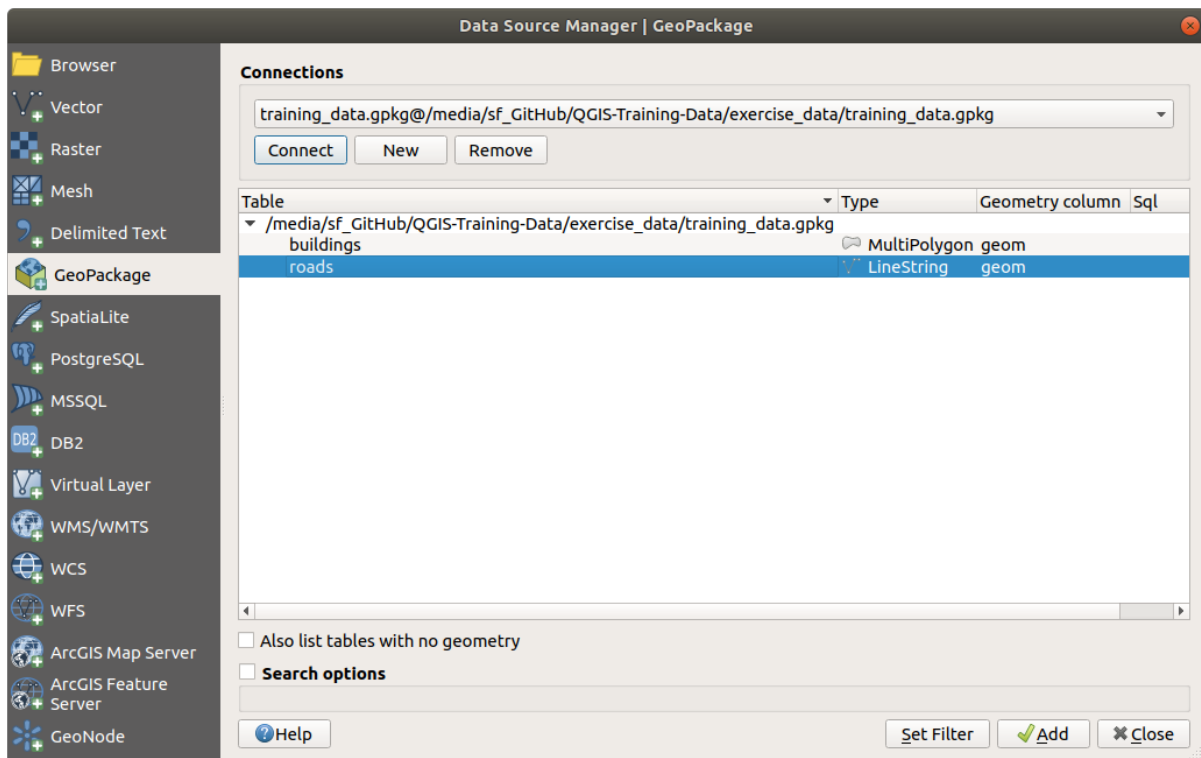 Data Source Manager | GeoPackage
Browser
Vector
Raster
Mesh
Delimited Text
GeoPackage
SpatiaLite
PostgreSQL
MSSQL
DB2
DB2
Virtual Layer
WMS/WMTS
WCS
WFS
ArcGIS Map Server
ArcGIS Feature
Server
GeoNode
Connections
training_data.gpkg@/media/sf_GitHub/QGIS-Training-Data/exercise_data/training_data.gpkg
Connect New Remove
Table Type Geometry column Sql
/media/sf_GitHub/QGIS-Training-Data/exercise_data/training_data.gpkg
buildings MultiPolygon geom
roads LineString geom
Also list tables with no geometry
Search options
Help Set Filter Add Close